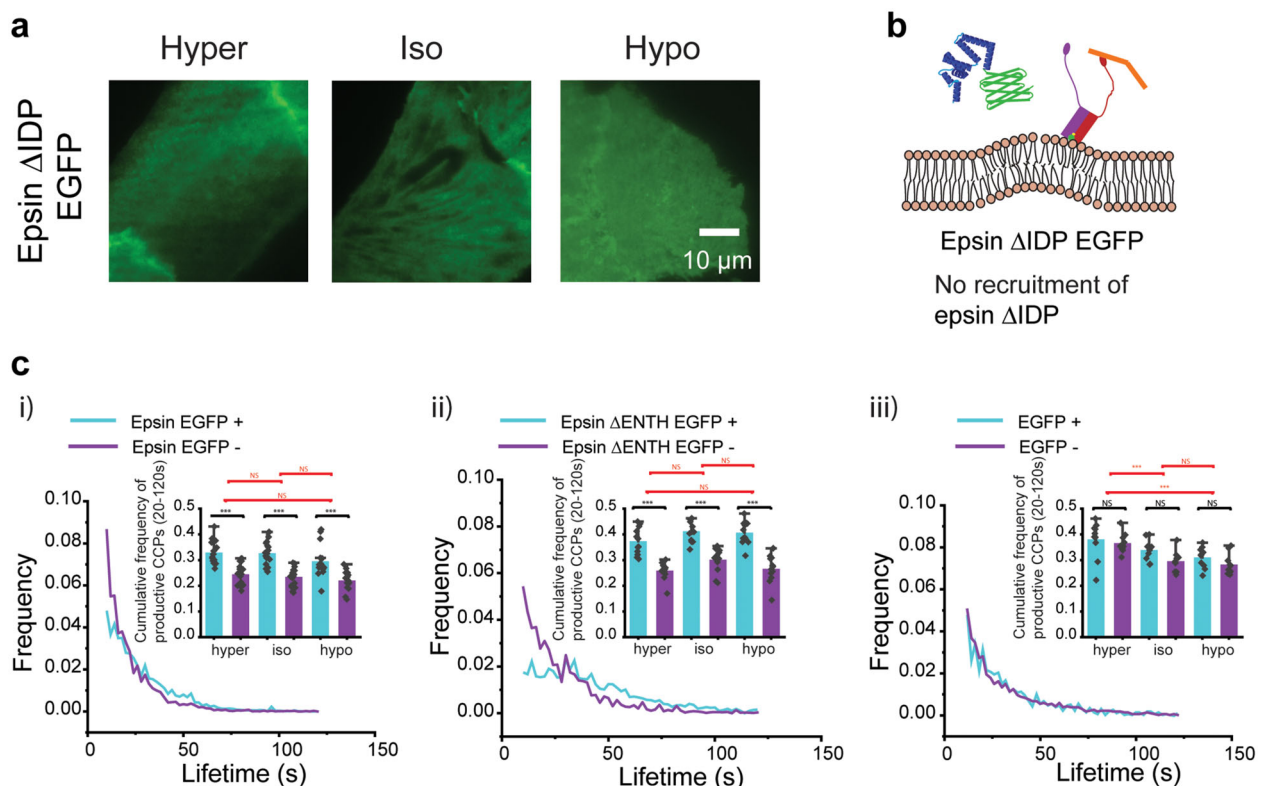 a
Hyper
Iso
Hypo
Epsin ΔIDP
EGFP
10 µm
b
Epsin ΔIDP EGFP
No recruitment of
epsin ΔIDP
c
i)
Epsin EGFP +
Epsin EGFP -
Frequency
0.10
0.08
0.06
0.04
0.02
0.00
0
50
100
150
Lifetime (s)
Cumulative frequency of
productive CCPs (20-120s)
0.5
0.4
0.3
0.2
0.1
0.0
NS
NS
NS
***
***
***
hyper
iso
hypo
ii)
Epsin ΔENTH EGFP +
Epsin ΔENTH EGFP -
Frequency
0.10
0.08
0.06
0.04
0.02
0.00
0
50
100
150
Lifetime (s)
Cumulative frequency of
productive CCPs (20-120s)
0.5
0.4
0.3
0.2
0.1
0.0
NS
NS
NS
***
***
***
hyper
iso
hypo
iii)
EGFP +
EGFP -
Frequency
0.10
0.08
0.06
0.04
0.02
0.00
0
50
100
150
Lifetime (s)
Cumulative frequency of
productive CCPs (20-120s)
0.5
0.4
0.3
0.2
0.1
0.0
***
NS
***
NS
NS
NS
hyper
iso
hypo